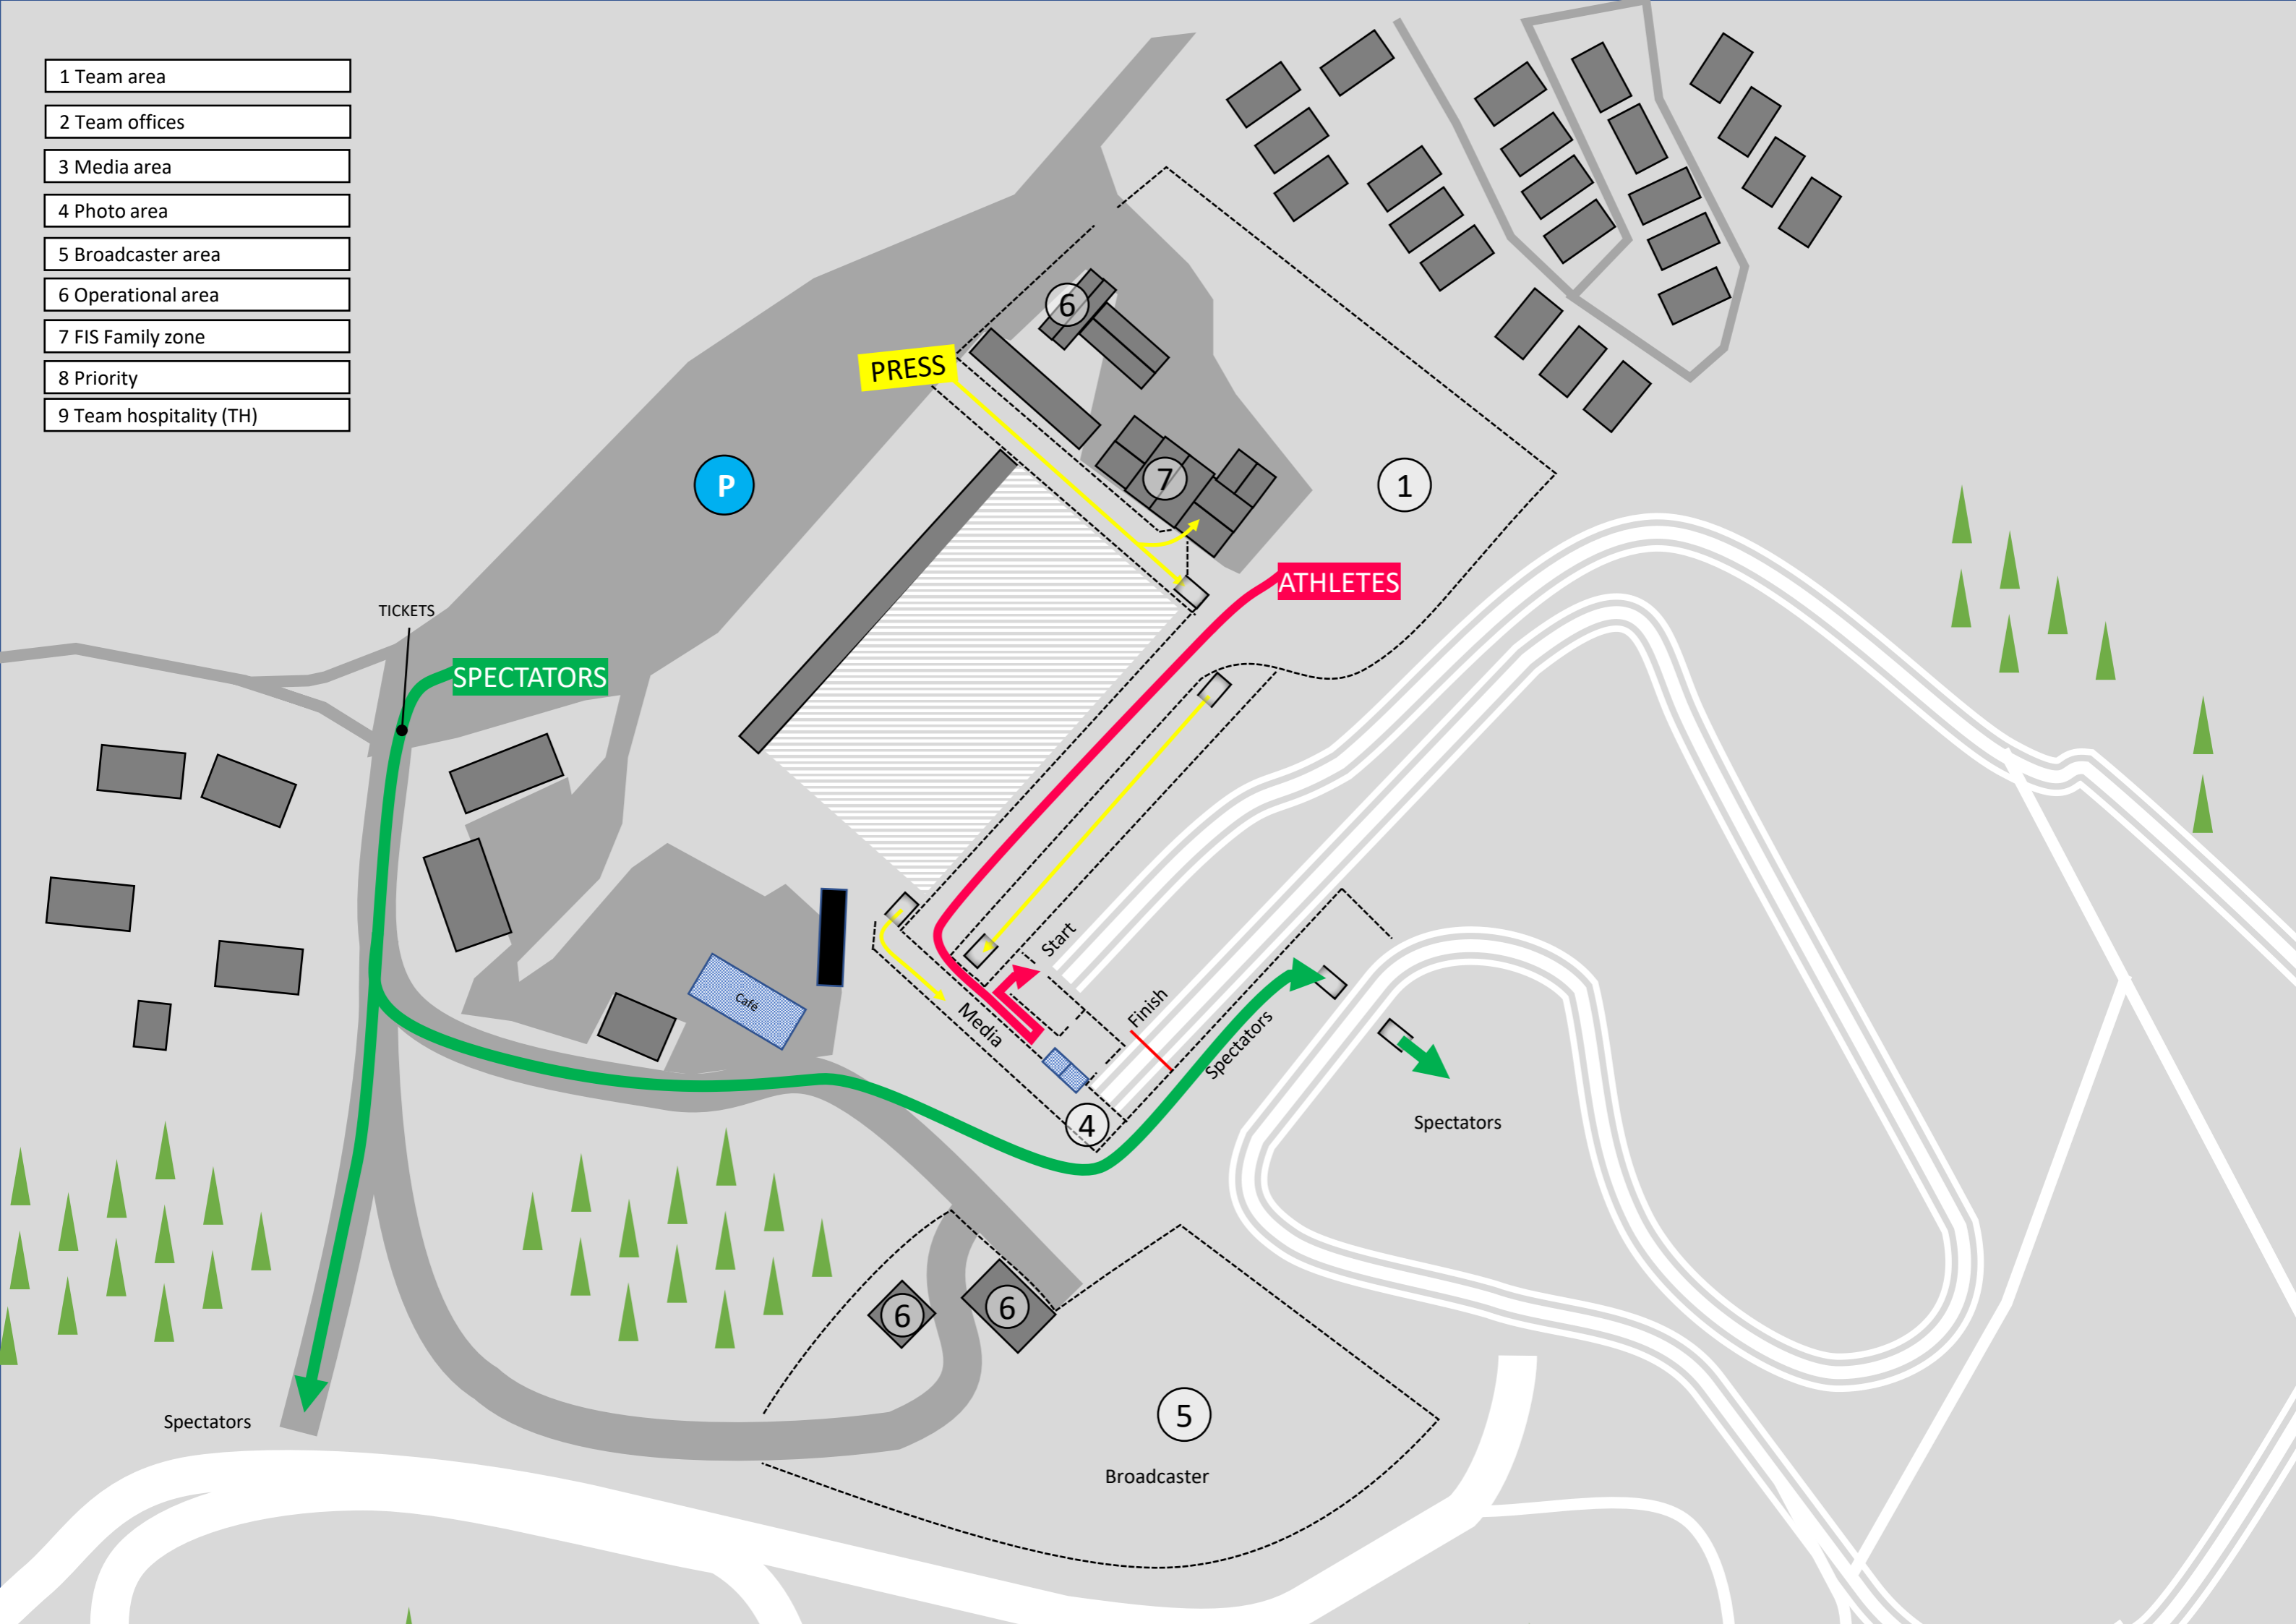 1 Team area
2 Team offices
3 Media area
4 Photo area
5 Broadcaster area
6 Operational area
7 FIS Family zone
8 Priority
9 Team hospitality (TH)
6
PRESS
7
1
P
ATHLETES
TICKETS
SPECTATORS
Start
Café
Media
Finish
Spectators
4
Spectators
6
6
5
Spectators
Broadcaster